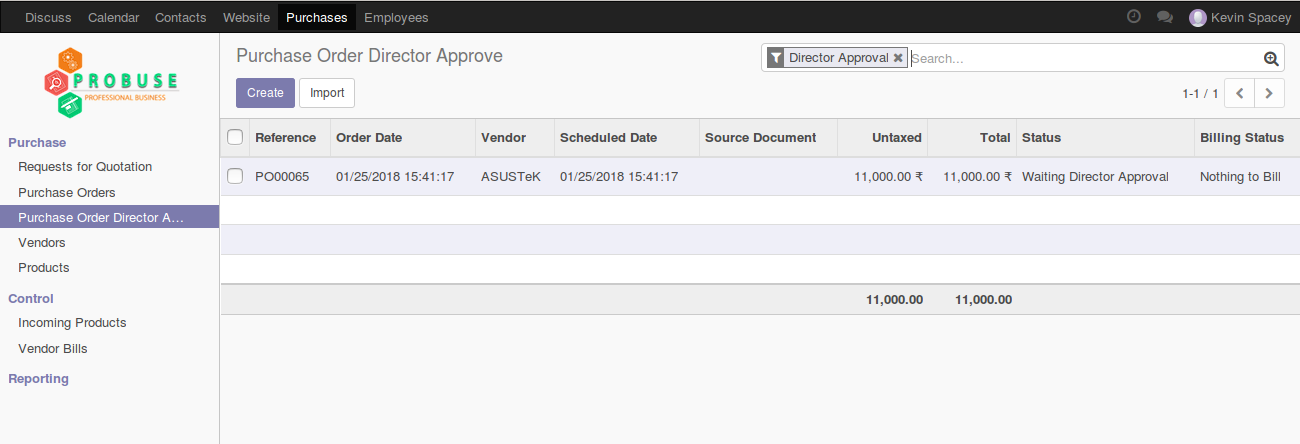 Discuss Calendar Contacts Website Purchases Employees Kevin Spacey
PROBUSE
PROFESSIONAL BUSINESS
Purchase
Requests for Quotation
Purchase Orders
Purchase Order Director A...
Vendors
Products
Control
Incoming Products
Vendor Bills
Reporting
Purchase Order Director Approve
Director Approval Search...
Create Import
1-1 / 1
Reference Order Date Vendor Scheduled Date Source Document Untaxed Total Status Billing Status
PO00065 01/25/2018 15:41:17 ASUSTeK 01/25/2018 15:41:17 11,000.00 ₹ 11,000.00 ₹ Waiting Director Approval Nothing to Bill
11,000.00 11,000.00